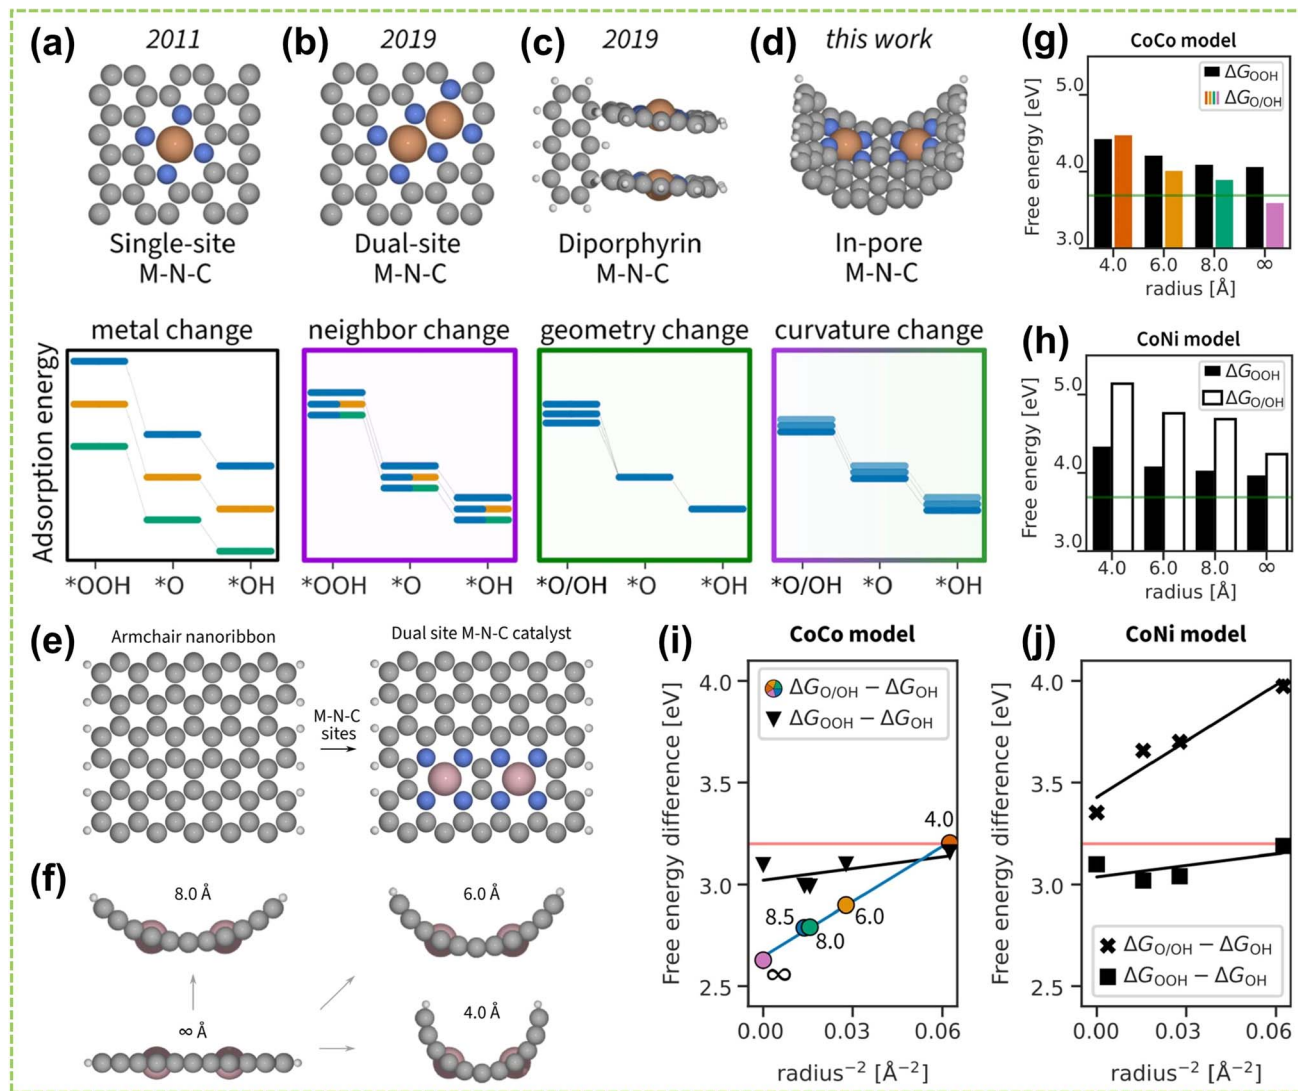 (a)
2011
Single-site
M-N-C
(b)
2019
Dual-site
M-N-C
(c)
2019
Diporphyrin
M-N-C
(d)
this work
In-pore
M-N-C
Adsorption energy
metal change
*OOH
*O
*OH
neighbor change
*OOH
*O
*OH
geometry change
*O/OH
*O
*OH
curvature change
*O/OH
*O
*OH
(e)
Armchair nanoribbon
M-N-C
sites
Dual site M-N-C catalyst
(f)
8.0 Å
6.0 Å
∞ Å
4.0 Å
(g)
CoCo model
ΔG_OOH
ΔG_O/OH
Free energy [eV]
5.0
4.0
3.0
4.0 6.0 8.0 ∞
radius [Å]
(h)
CoNi model
ΔG_OOH
ΔG_O/OH
Free energy [eV]
5.0
4.0
3.0
4.0 6.0 8.0 ∞
radius [Å]
(i)
CoCo model
ΔG_O/OH − ΔG_OH
ΔG_OOH − ΔG_OH
Free energy difference [eV]
4.0
3.5
3.0
2.5
4.0
8.5
8.0
6.0
∞
0.00 0.03 0.06
radius⁻² [Å⁻²]
(j)
CoNi model
Free energy difference [eV]
4.0
3.5
3.0
2.5
ΔG_O/OH − ΔG_OH
ΔG_OOH − ΔG_OH
0.00 0.03 0.06
radius⁻² [Å⁻²]